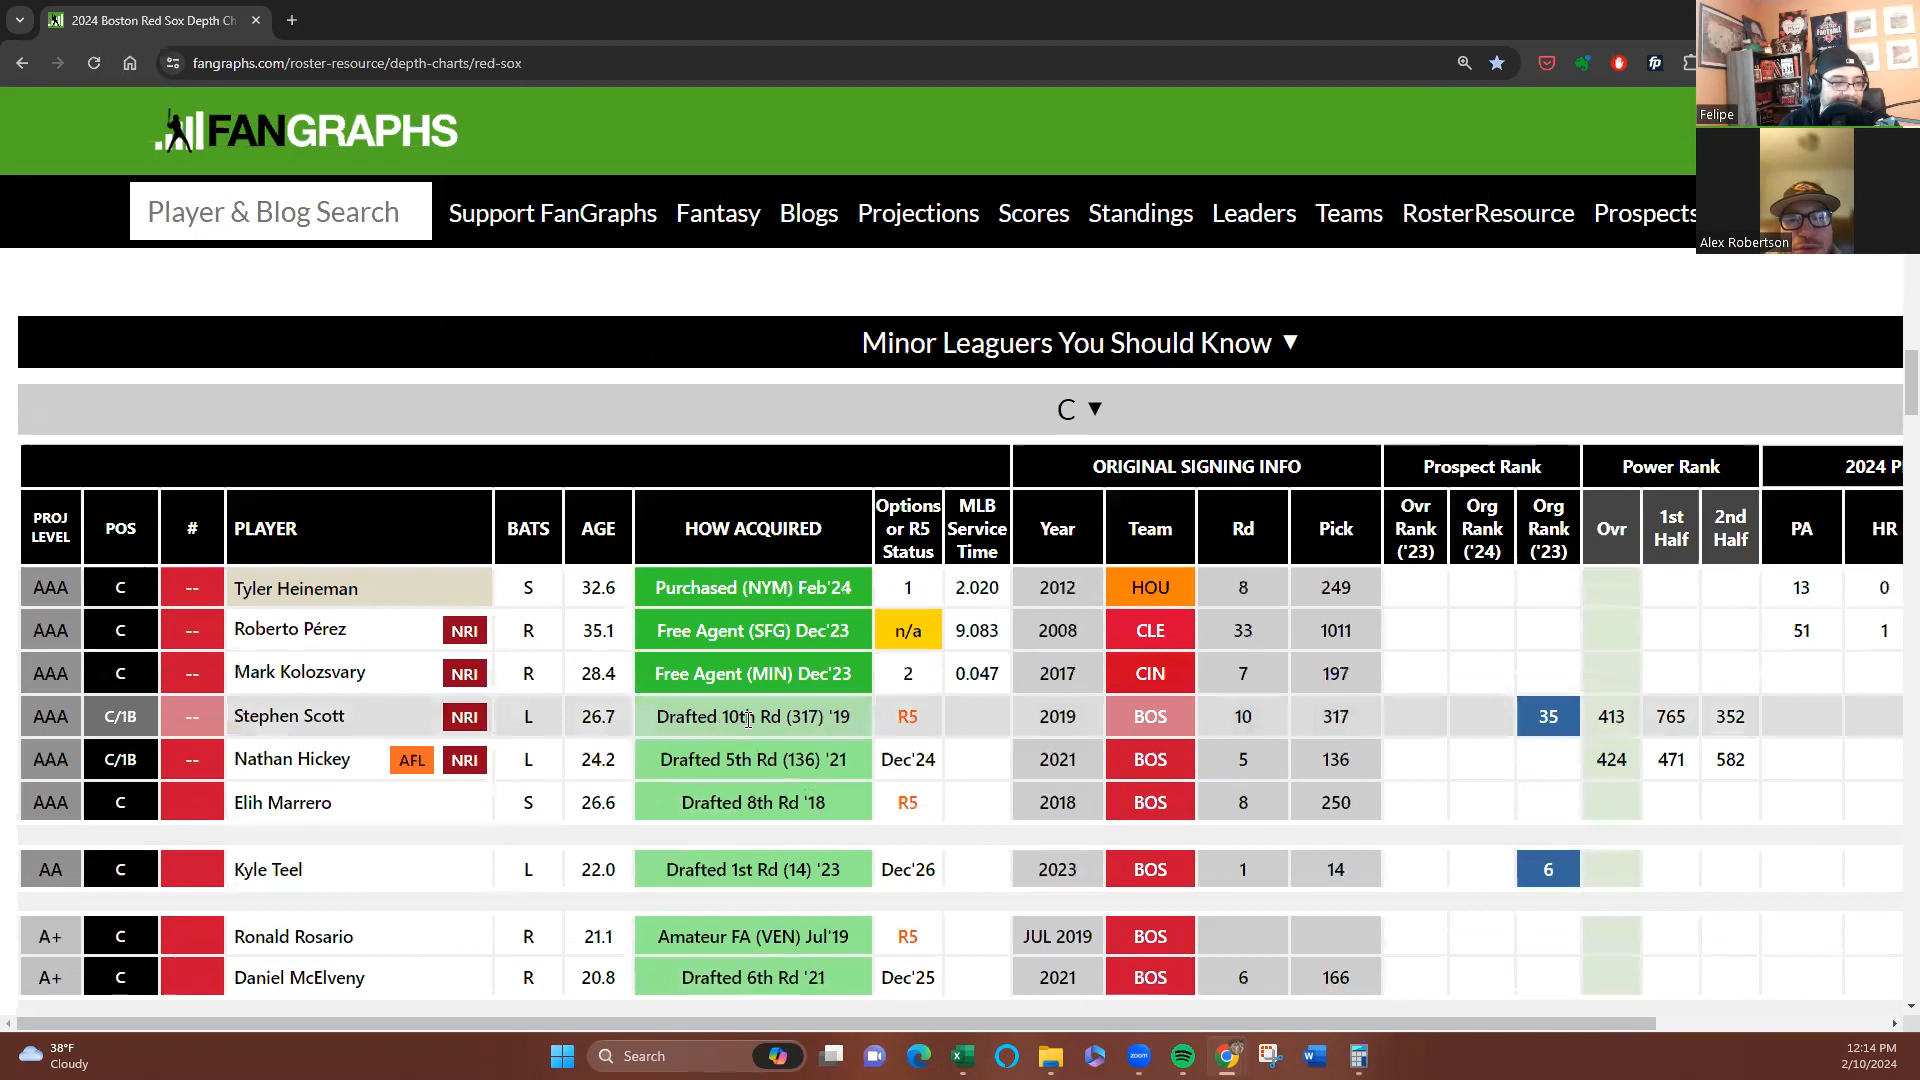 2024 Boston Red Sox Depth Ch
fangraphs.com/roster-resource/depth-charts/red-sox
Felipe
Alex Robertson
FANGRAPHS
Player & Blog Search
Support FanGraphs Fantasy Blogs Projections Scores Standings Leaders Teams RosterResource Prospects
Minor Leaguers You Should Know ▼
C ▼
ORIGINAL SIGNING INFO Prospect Rank Power Rank 2024 P
PROJ LEVEL POS # PLAYER BATS AGE HOW ACQUIRED Options or R5 Status MLB Service Time Year Team Rd Pick Ovr Rank ('23) Org Rank ('24) Org Rank ('23) Ovr 1st Half 2nd Half PA HR
AAA C -- Tyler Heineman S 32.6 Purchased (NYM) Feb'24 1 2.020 2012 HOU 8 249 13 0
AAA C -- Roberto Pérez NRI R 35.1 Free Agent (SFG) Dec'23 n/a 9.083 2008 CLE 33 1011 51 1
AAA C -- Mark Kolozsvary NRI R 28.4 Free Agent (MIN) Dec'23 2 0.047 2017 CIN 7 197
AAA C/1B -- Stephen Scott NRI L 26.7 Drafted 10th Rd (317) '19 R5 2019 BOS 10 317 35 413 765 352
AAA C/1B -- Nathan Hickey AFL NRI L 24.2 Drafted 5th Rd (136) '21 Dec'24 2021 BOS 5 136 424 471 582
AAA C Elih Marrero S 26.6 Drafted 8th Rd '18 R5 2018 BOS 8 250
AA C Kyle Teel L 22.0 Drafted 1st Rd (14) '23 Dec'26 2023 BOS 1 14 6
A+ C Ronald Rosario R 21.1 Amateur FA (VEN) Jul'19 R5 JUL 2019 BOS
A+ C Daniel McElveny R 20.8 Drafted 6th Rd '21 Dec'25 2021 BOS 6 166
38°F
Cloudy
Search
12:14 PM
2/10/2024